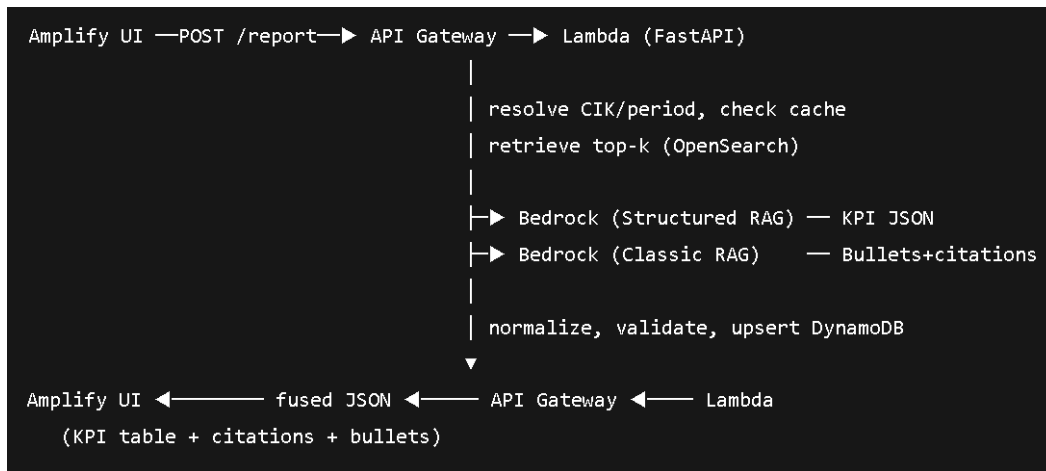 Amplify UI —POST /report—▶ API Gateway —▶ Lambda (FastAPI)
resolve CIK/period, check cache
retrieve top-k (OpenSearch)
├─▶ Bedrock (Structured RAG) — KPI JSON
├─▶ Bedrock (Classic RAG) — Bullets+citations
normalize, validate, upsert DynamoDB
Amplify UI ◀—— fused JSON ◀—— API Gateway ◀—— Lambda
(KPI table + citations + bullets)